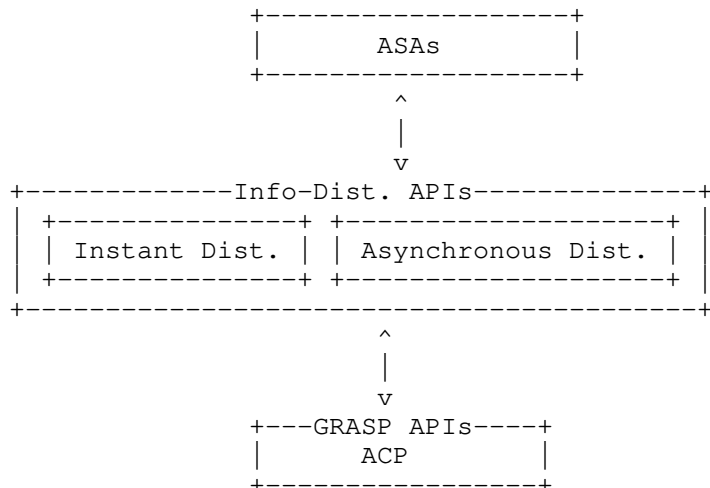 ASAs
Info-Dist. APIs
Instant Dist. Asynchronous Dist.
GRASP APIs
ACP